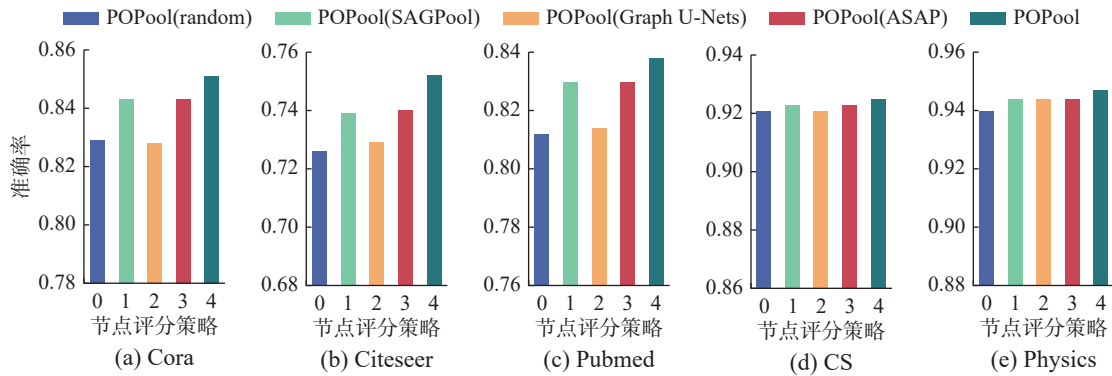 POPool(random) POPool(SAGPool) POPool(Graph U-Nets) POPool(ASAP) POPool
准确率
0.86
0.84
0.82
0.80
0.78
0 1 2 3 4
节点评分策略
(a) Cora
0.76
0.74
0.72
0.70
0.68
0 1 2 3 4
节点评分策略
(b) Citeseer
0.84
0.82
0.80
0.78
0.76
0 1 2 3 4
节点评分策略
(c) Pubmed
0.94
0.92
0.90
0.88
0.86
0 1 2 3 4
节点评分策略
(d) CS
0.96
0.94
0.92
0.90
0.88
0 1 2 3 4
节点评分策略
(e) Physics